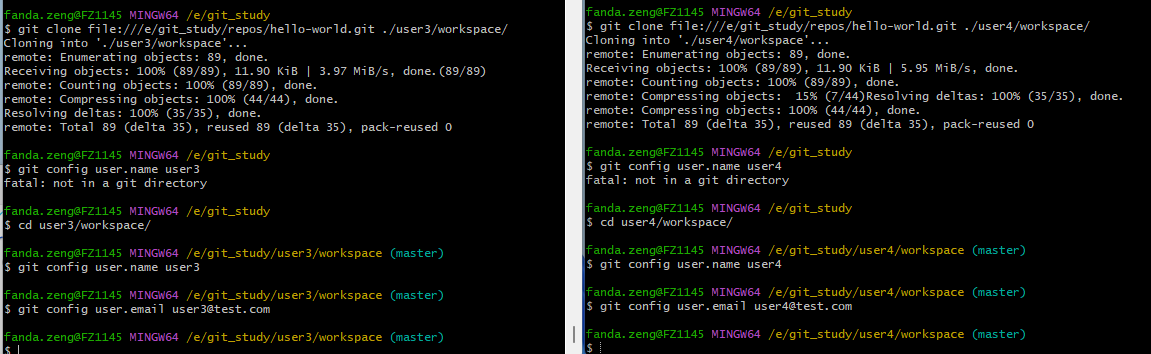 fanda.zeng@FZ1145 MINGW64 /e/git_study
$ git clone file:///e/git_study/repos/hello-world.git ./user3/workspace/
Cloning into './user3/workspace'...
remote: Enumerating objects: 89, done.
Receiving objects: 100% (89/89), 11.90 KiB | 3.97 MiB/s, done.(89/89)
remote: Counting objects: 100% (89/89), done.
remote: Compressing objects: 100% (44/44), done.
Resolving deltas: 100% (35/35), done.
remote: Total 89 (delta 35), reused 89 (delta 35), pack-reused 0
fanda.zeng@FZ1145 MINGW64 /e/git_study
$ git config user.name user3
fatal: not in a git directory
fanda.zeng@FZ1145 MINGW64 /e/git_study
$ cd user3/workspace/
fanda.zeng@FZ1145 MINGW64 /e/git_study/user3/workspace (master)
$ git config user.name user3
fanda.zeng@FZ1145 MINGW64 /e/git_study/user3/workspace (master)
$ git config user.email user3@test.com
fanda.zeng@FZ1145 MINGW64 /e/git_study/user3/workspace (master)
$
fanda.zeng@FZ1145 MINGW64 /e/git_study
$ git clone file:///e/git_study/repos/hello-world.git ./user4/workspace/
Cloning into './user4/workspace'...
remote: Enumerating objects: 89, done.
Receiving objects: 100% (89/89), 11.90 KiB | 5.95 MiB/s, done.
remote: Counting objects: 100% (89/89), done.
remote: Compressing objects:  15% (7/44)Resolving deltas: 100% (35/35), done.
remote: Compressing objects: 100% (44/44), done.
remote: Total 89 (delta 35), reused 89 (delta 35), pack-reused 0
fanda.zeng@FZ1145 MINGW64 /e/git_study
$ git config user.name user4
fatal: not in a git directory
fanda.zeng@FZ1145 MINGW64 /e/git_study
$ cd user4/workspace/
fanda.zeng@FZ1145 MINGW64 /e/git_study/user4/workspace (master)
$ git config user.name user4
fanda.zeng@FZ1145 MINGW64 /e/git_study/user4/workspace (master)
$ git config user.email user4@test.com
fanda.zeng@FZ1145 MINGW64 /e/git_study/user4/workspace (master)
$